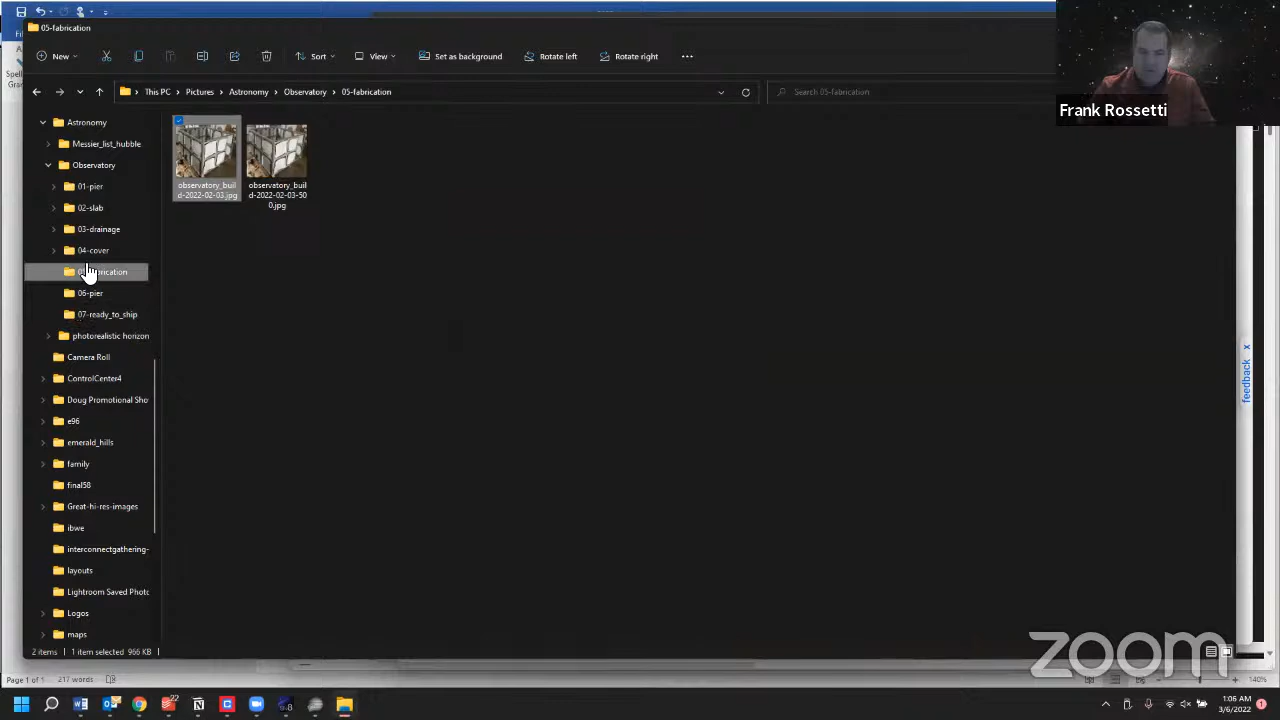 05-fabrication
New
Sort
View
Set as background
Rotate left
Rotate right
This PC
Pictures
Astronomy
Observatory
05-fabrication
Search 05-fabrication
Frank Rossetti
Astronomy
Messier_list_hubble
Observatory
01-pier
02-slab
03-drainage
04-cover
06-pier
07-ready_to_ship
photorealistic horizon
Camera Roll
ControlCenter4
Doug Promotional Sho
e96
emerald_hills
family
final58
Great-hi-res-images
ibwe
interconnectgathering-
layouts
Lightroom Saved Photo
Logos
maps
observatory_buil
d-2022-02-03.jpg
observatory_buil
d-2022-02-03-50
0.jpg
feedback x
zoom
2 items
1 item selected 966 KB
Page 1 of 1
217 words
140%
22
1:06 AM
3/6/2022
1